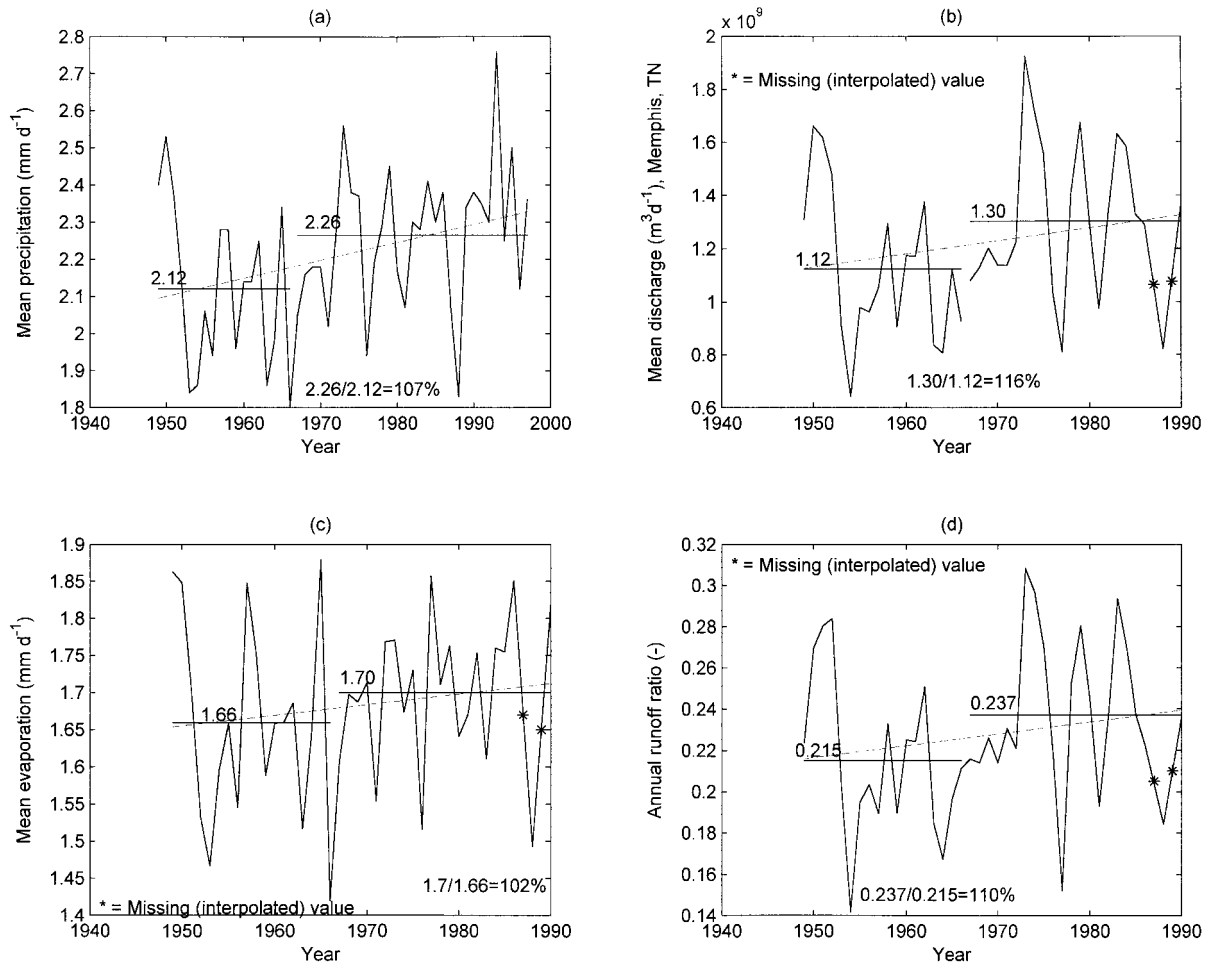 (a)
2.8
2.7
2.6
2.5
2.4
2.3
2.2
2.1
2
1.9
1.8
Mean precipitation (mm d⁻¹)
2.12
2.26
2.26/2.12=107%
1940 1950 1960 1970 1980 1990 2000
Year
(b)
x 10⁹
2
1.8
1.6
1.4
1.2
1
0.8
0.6
Mean discharge (m³d⁻¹), Memphis, TN
* = Missing (interpolated) value
1.12
1.30
1.30/1.12=116%
1940 1950 1960 1970 1980 1990
Year
(c)
1.9
1.85
1.8
1.75
1.7
1.65
1.6
1.55
1.5
1.45
1.4
Mean evaporation (mm d⁻¹)
1.66
1.70
1.7/1.66=102%
* = Missing (interpolated) value
1940 1950 1960 1970 1980 1990
Year
(d)
0.32
0.3
0.28
0.26
0.24
0.22
0.2
0.18
0.16
0.14
Annual runoff ratio (-)
* = Missing (interpolated) value
0.215
0.237
0.237/0.215=110%
1940 1950 1960 1970 1980 1990
Year